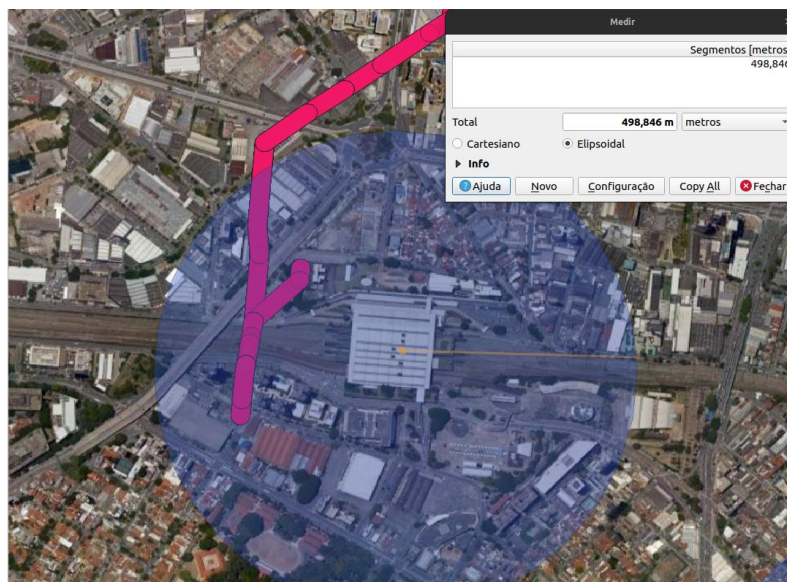 Medir
Segmentos [metros
498,846
Total 498,846 m metros
Cartesiano Elipsoidal
Info
Ajuda Novo Configuração Copy All Fechar